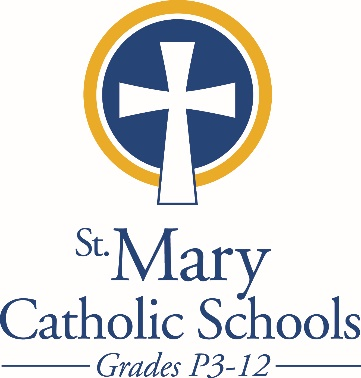 St. Mary
Catholic Schools
Grades P3-12